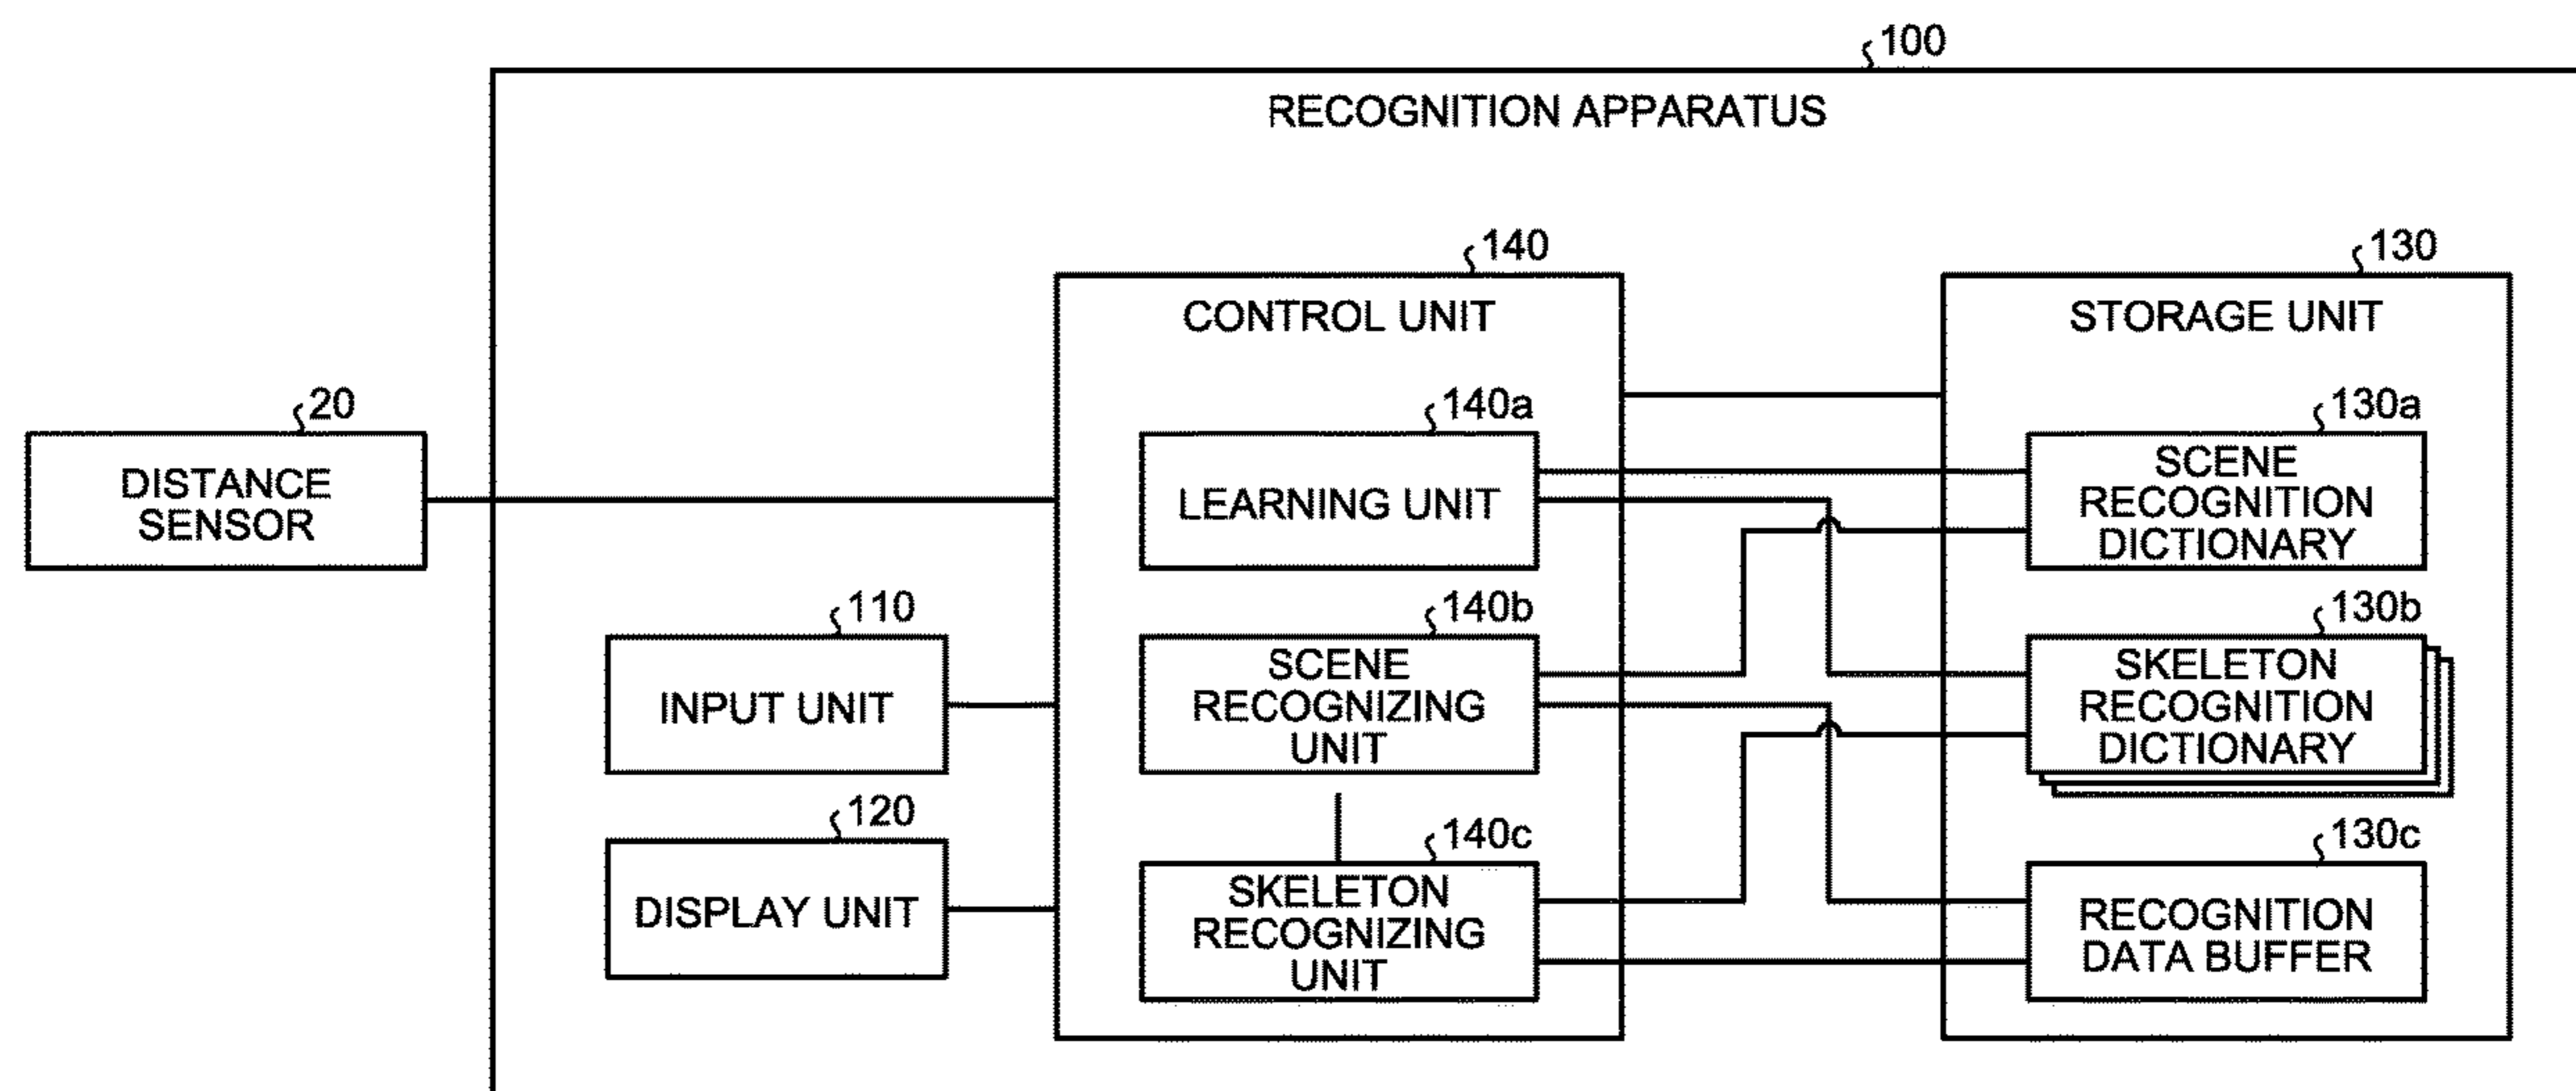 100
RECOGNITION APPARATUS
140
CONTROL UNIT
130
STORAGE UNIT
20
DISTANCE
SENSOR
140a
LEARNING UNIT
130a
SCENE
RECOGNITION
DICTIONARY
110
INPUT UNIT
140b
SCENE
RECOGNIZING
UNIT
130b
SKELETON
RECOGNITION
DICTIONARY
120
DISPLAY UNIT
140c
SKELETON
RECOGNIZING
UNIT
130c
RECOGNITION
DATA BUFFER